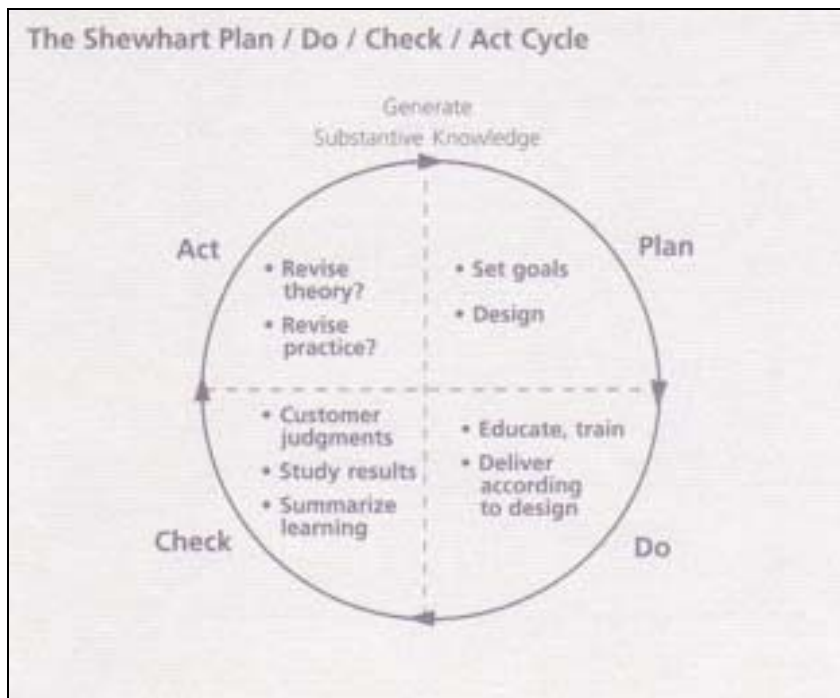 The Shewhart Plan / Do / Check / Act Cycle
Generate
Substantive Knowledge
Act
Plan
• Revise
theory?
• Revise
practice?
• Set goals
• Design
• Customer
judgments
• Study results
• Summarize
learning
• Educate, train
• Deliver
according
to design
Check
Do